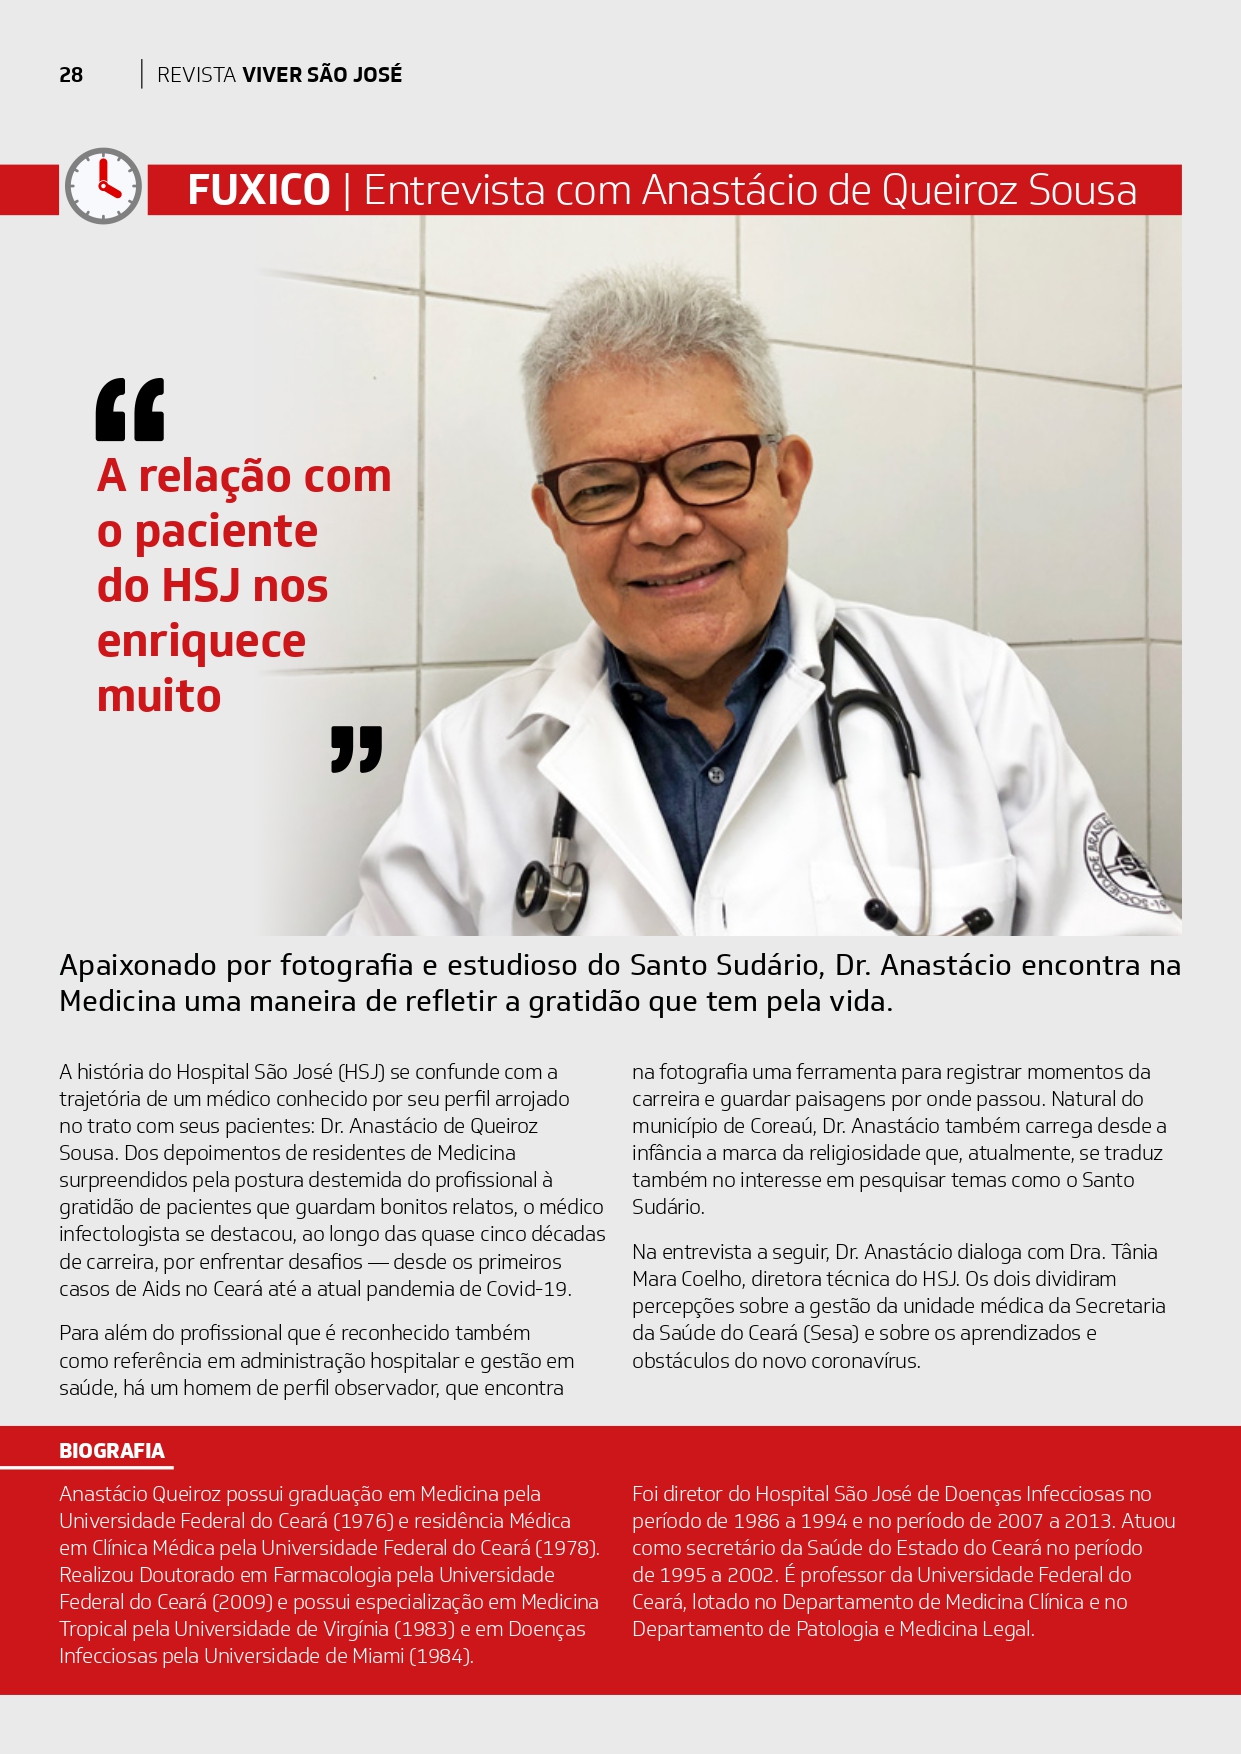 28
REVISTA VIVER SÃO JOSÉ
FUXICO | Entrevista com Anastácio de Queiroz Sousa
“
A relação com
o paciente
do HSJ nos
enriquece
muito
”
SOCIEDADE
Apaixonado por fotografia e estudioso do Santo Sudário, Dr. Anastácio encontra na
Medicina uma maneira de refletir a gratidão que tem pela vida.
A história do Hospital São José (HSJ) se confunde com a
trajetória de um médico conhecido por seu perfil arrojado
no trato com seus pacientes: Dr. Anastácio de Queiroz
Sousa. Dos depoimentos de residentes de Medicina
surpreendidos pela postura destemida do profissional à
gratidão de pacientes que guardam bonitos relatos, o médico
infectologista se destacou, ao longo das quase cinco décadas
de carreira, por enfrentar desafios — desde os primeiros
casos de Aids no Ceará até a atual pandemia de Covid-19.
Para além do profissional que é reconhecido também
como referência em administração hospitalar e gestão em
saúde, há um homem de perfil observador, que encontra
na fotografia uma ferramenta para registrar momentos da
carreira e guardar paisagens por onde passou. Natural do
município de Coreaú, Dr. Anastácio também carrega desde a
infância a marca da religiosidade que, atualmente, se traduz
também no interesse em pesquisar temas como o Santo
Sudário.
Na entrevista a seguir, Dr. Anastácio dialoga com Dra. Tânia
Mara Coelho, diretora técnica do HSJ. Os dois dividiram
percepções sobre a gestão da unidade médica da Secretaria
da Saúde do Ceará (Sesa) e sobre os aprendizados e
obstáculos do novo coronavírus.
BIOGRAFIA
Anastácio Queiroz possui graduação em Medicina pela
Universidade Federal do Ceará (1976) e residência Médica
em Clínica Médica pela Universidade Federal do Ceará (1978).
Realizou Doutorado em Farmacologia pela Universidade
Federal do Ceará (2009) e possui especialização em Medicina
Tropical pela Universidade de Virgínia (1983) e em Doenças
Infecciosas pela Universidade de Miami (1984).
Foi diretor do Hospital São José de Doenças Infecciosas no
período de 1986 a 1994 e no período de 2007 a 2013. Atuou
como secretário da Saúde do Estado do Ceará no período
de 1995 a 2002. É professor da Universidade Federal do
Ceará, lotado no Departamento de Medicina Clínica e no
Departamento de Patologia e Medicina Legal.